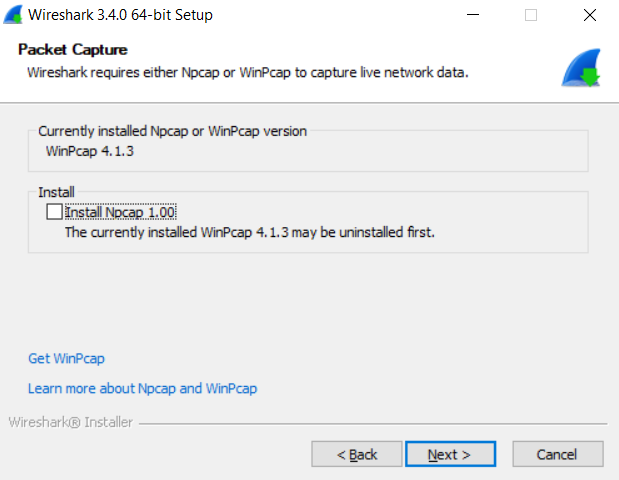 Wireshark 3.4.0 64-bit Setup
Packet Capture
Wireshark requires either Npcap or WinPcap to capture live network data.
Currently installed Npcap or WinPcap version
WinPcap 4.1.3
Install
Install Npcap 1.00
The currently installed WinPcap 4.1.3 may be uninstalled first.
Get WinPcap
Learn more about Npcap and WinPcap
Wireshark® Installer
< Back
Next >
Cancel